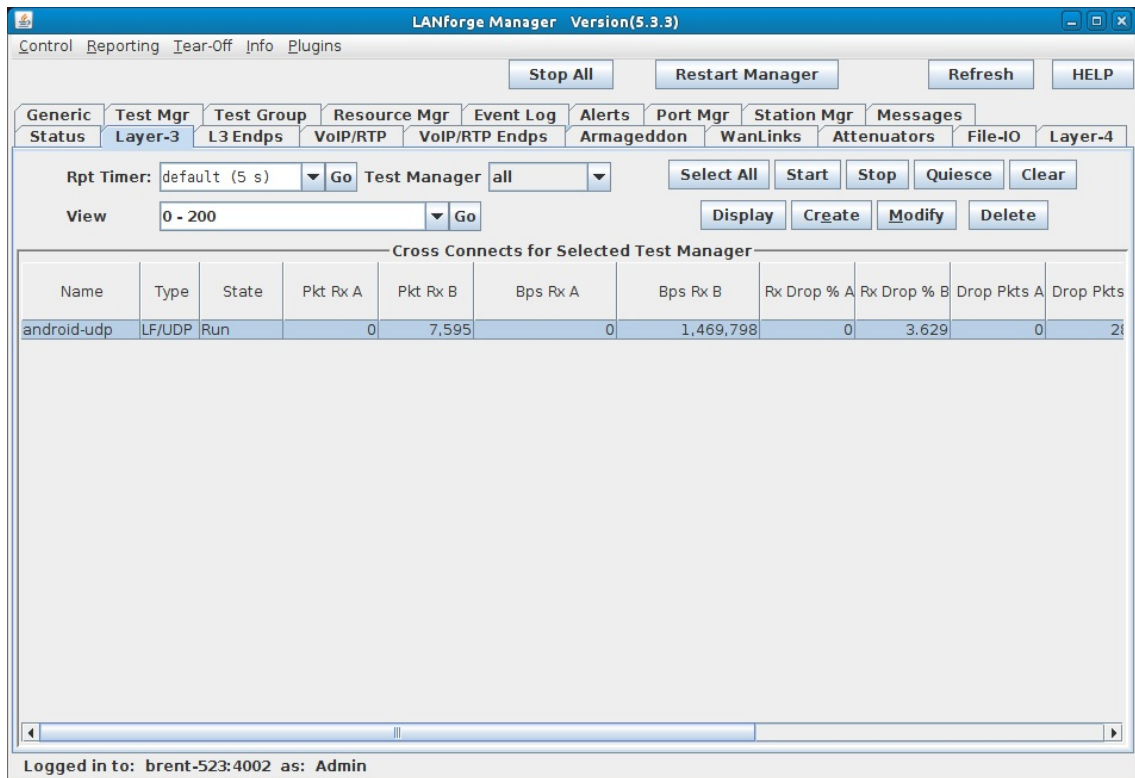 LANforge Manager Version(5.3.3)
Control Reporting Tear-Off Info Plugins
Stop All Restart Manager Refresh HELP
Generic Test Mgr Test Group Resource Mgr Event Log Alerts Port Mgr Station Mgr Messages
Status Layer-3 L3 Endps VoIP/RTP VoIP/RTP Endps Armageddon WanLinks Attenuators File-IO Layer-4
Rpt Timer: default (5 s) Go Test Manager all Select All Start Stop Quiesce Clear
View 0 - 200 Go Display Create Modify Delete
Cross Connects for Selected Test Manager
Name Type State Pkt Rx A Pkt Rx B Bps Rx A Bps Rx B Rx Drop % A Rx Drop % B Drop Pkts A Drop Pkts
android-udp LF/UDP Run 0 7,595 0 1,469,798 0 3.629 0
Logged in to: brent-523:4002 as: Admin